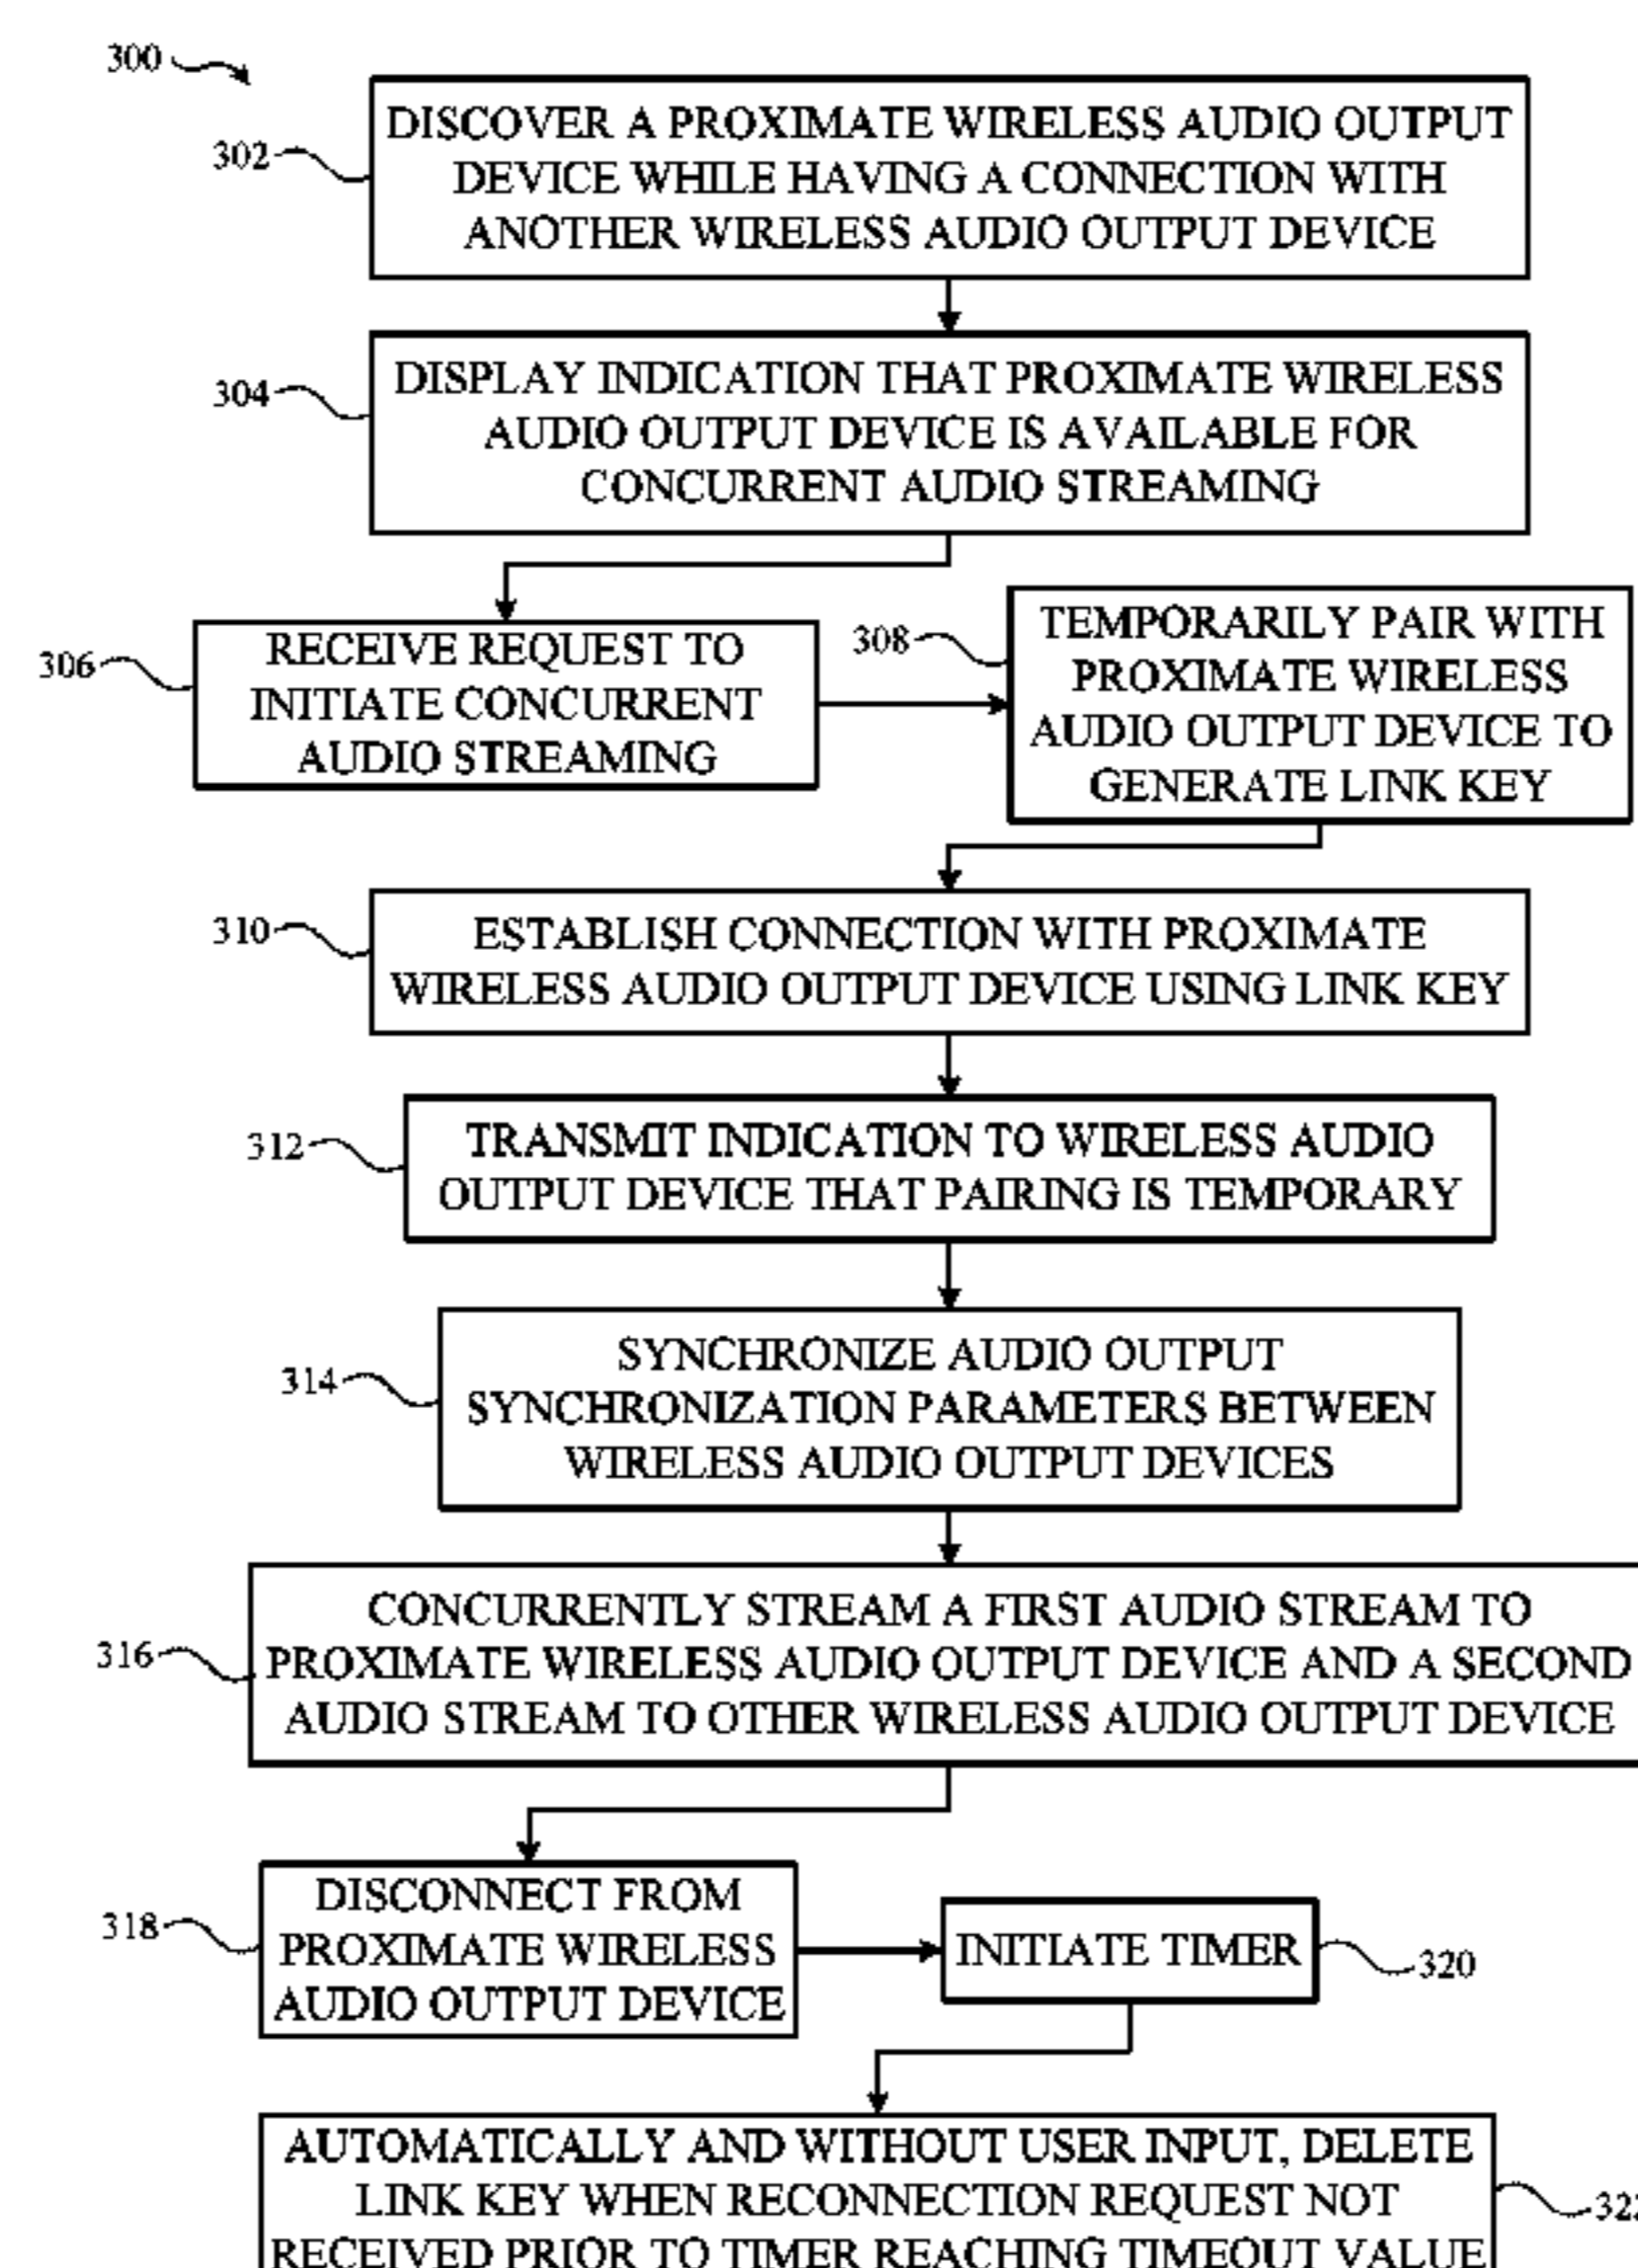 300
302
DISCOVER A PROXIMATE WIRELESS AUDIO OUTPUT
DEVICE WHILE HAVING A CONNECTION WITH
ANOTHER WIRELESS AUDIO OUTPUT DEVICE
304
DISPLAY INDICATION THAT PROXIMATE WIRELESS
AUDIO OUTPUT DEVICE IS AVAILABLE FOR
CONCURRENT AUDIO STREAMING
306
RECEIVE REQUEST TO
INITIATE CONCURRENT
AUDIO STREAMING
308
TEMPORARILY PAIR WITH
PROXIMATE WIRELESS
AUDIO OUTPUT DEVICE TO
GENERATE LINK KEY
310
ESTABLISH CONNECTION WITH PROXIMATE
WIRELESS AUDIO OUTPUT DEVICE USING LINK KEY
312
TRANSMIT INDICATION TO WIRELESS AUDIO
OUTPUT DEVICE THAT PAIRING IS TEMPORARY
314
SYNCHRONIZE AUDIO OUTPUT
SYNCHRONIZATION PARAMETERS BETWEEN
WIRELESS AUDIO OUTPUT DEVICES
316
CONCURRENTLY STREAM A FIRST AUDIO STREAM TO
PROXIMATE WIRELESS AUDIO OUTPUT DEVICE AND A SECOND
AUDIO STREAM TO OTHER WIRELESS AUDIO OUTPUT DEVICE
318
DISCONNECT FROM
PROXIMATE WIRELESS
AUDIO OUTPUT DEVICE
INITIATE TIMER
320
AUTOMATICALLY AND WITHOUT USER INPUT, DELETE
LINK KEY WHEN RECONNECTION REQUEST NOT
RECEIVED PRIOR TO TIMER REACHING TIMEOUT VALUE
322